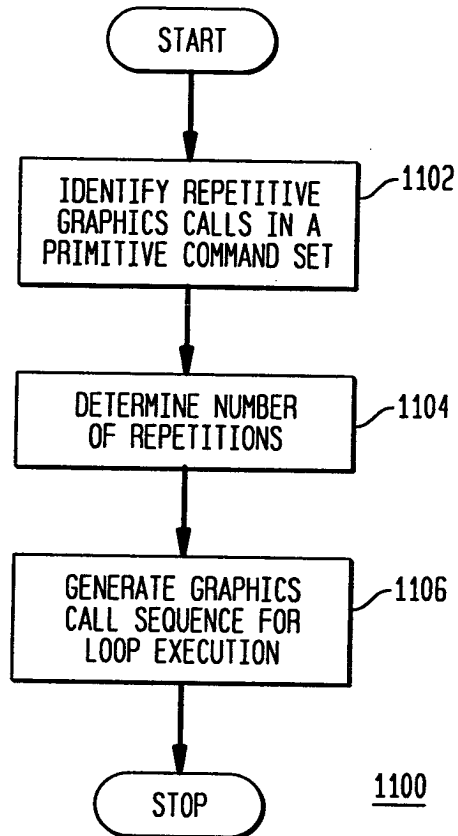 START
IDENTIFY REPETITIVE
GRAPHICS CALLS IN A
PRIMITIVE COMMAND SET
1102
DETERMINE NUMBER
OF REPETITIONS
1104
GENERATE GRAPHICS
CALL SEQUENCE FOR
LOOP EXECUTION
1106
STOP
1100